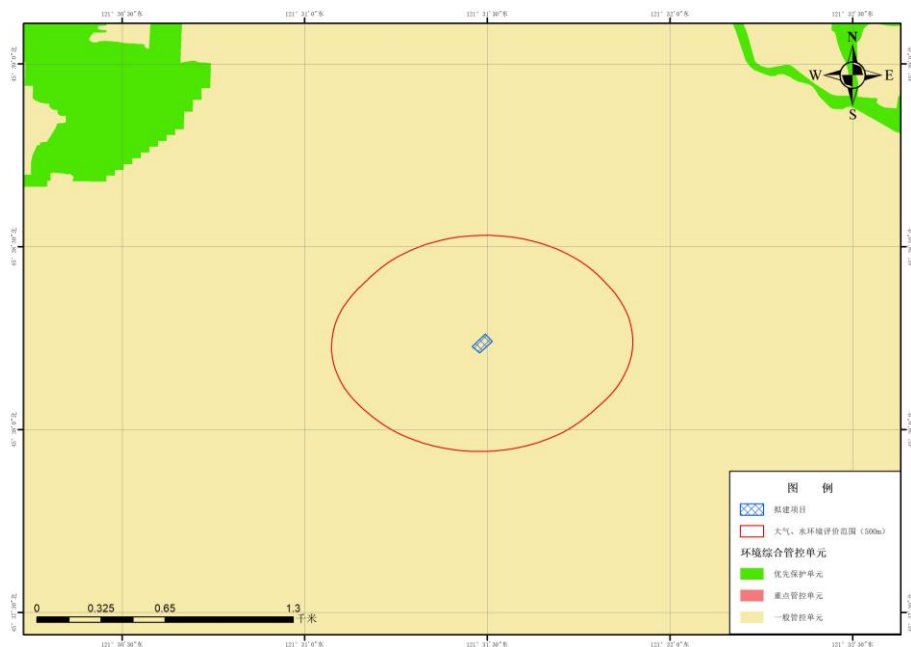 121°30'30"东 121°31'0"东 121°31'30"东 121°32'0"东 121°32'30"东
N
W E
S
图 例
拟建项目
大气、水环境评价范围（500m）
环境综合管控单元
优先保护单元
重点管控单元
一般管控单元
0 0.325 0.65 1.3
千米
121°30'30"东 121°31'0"东 121°31'30"东 121°32'0"东 121°32'30"东